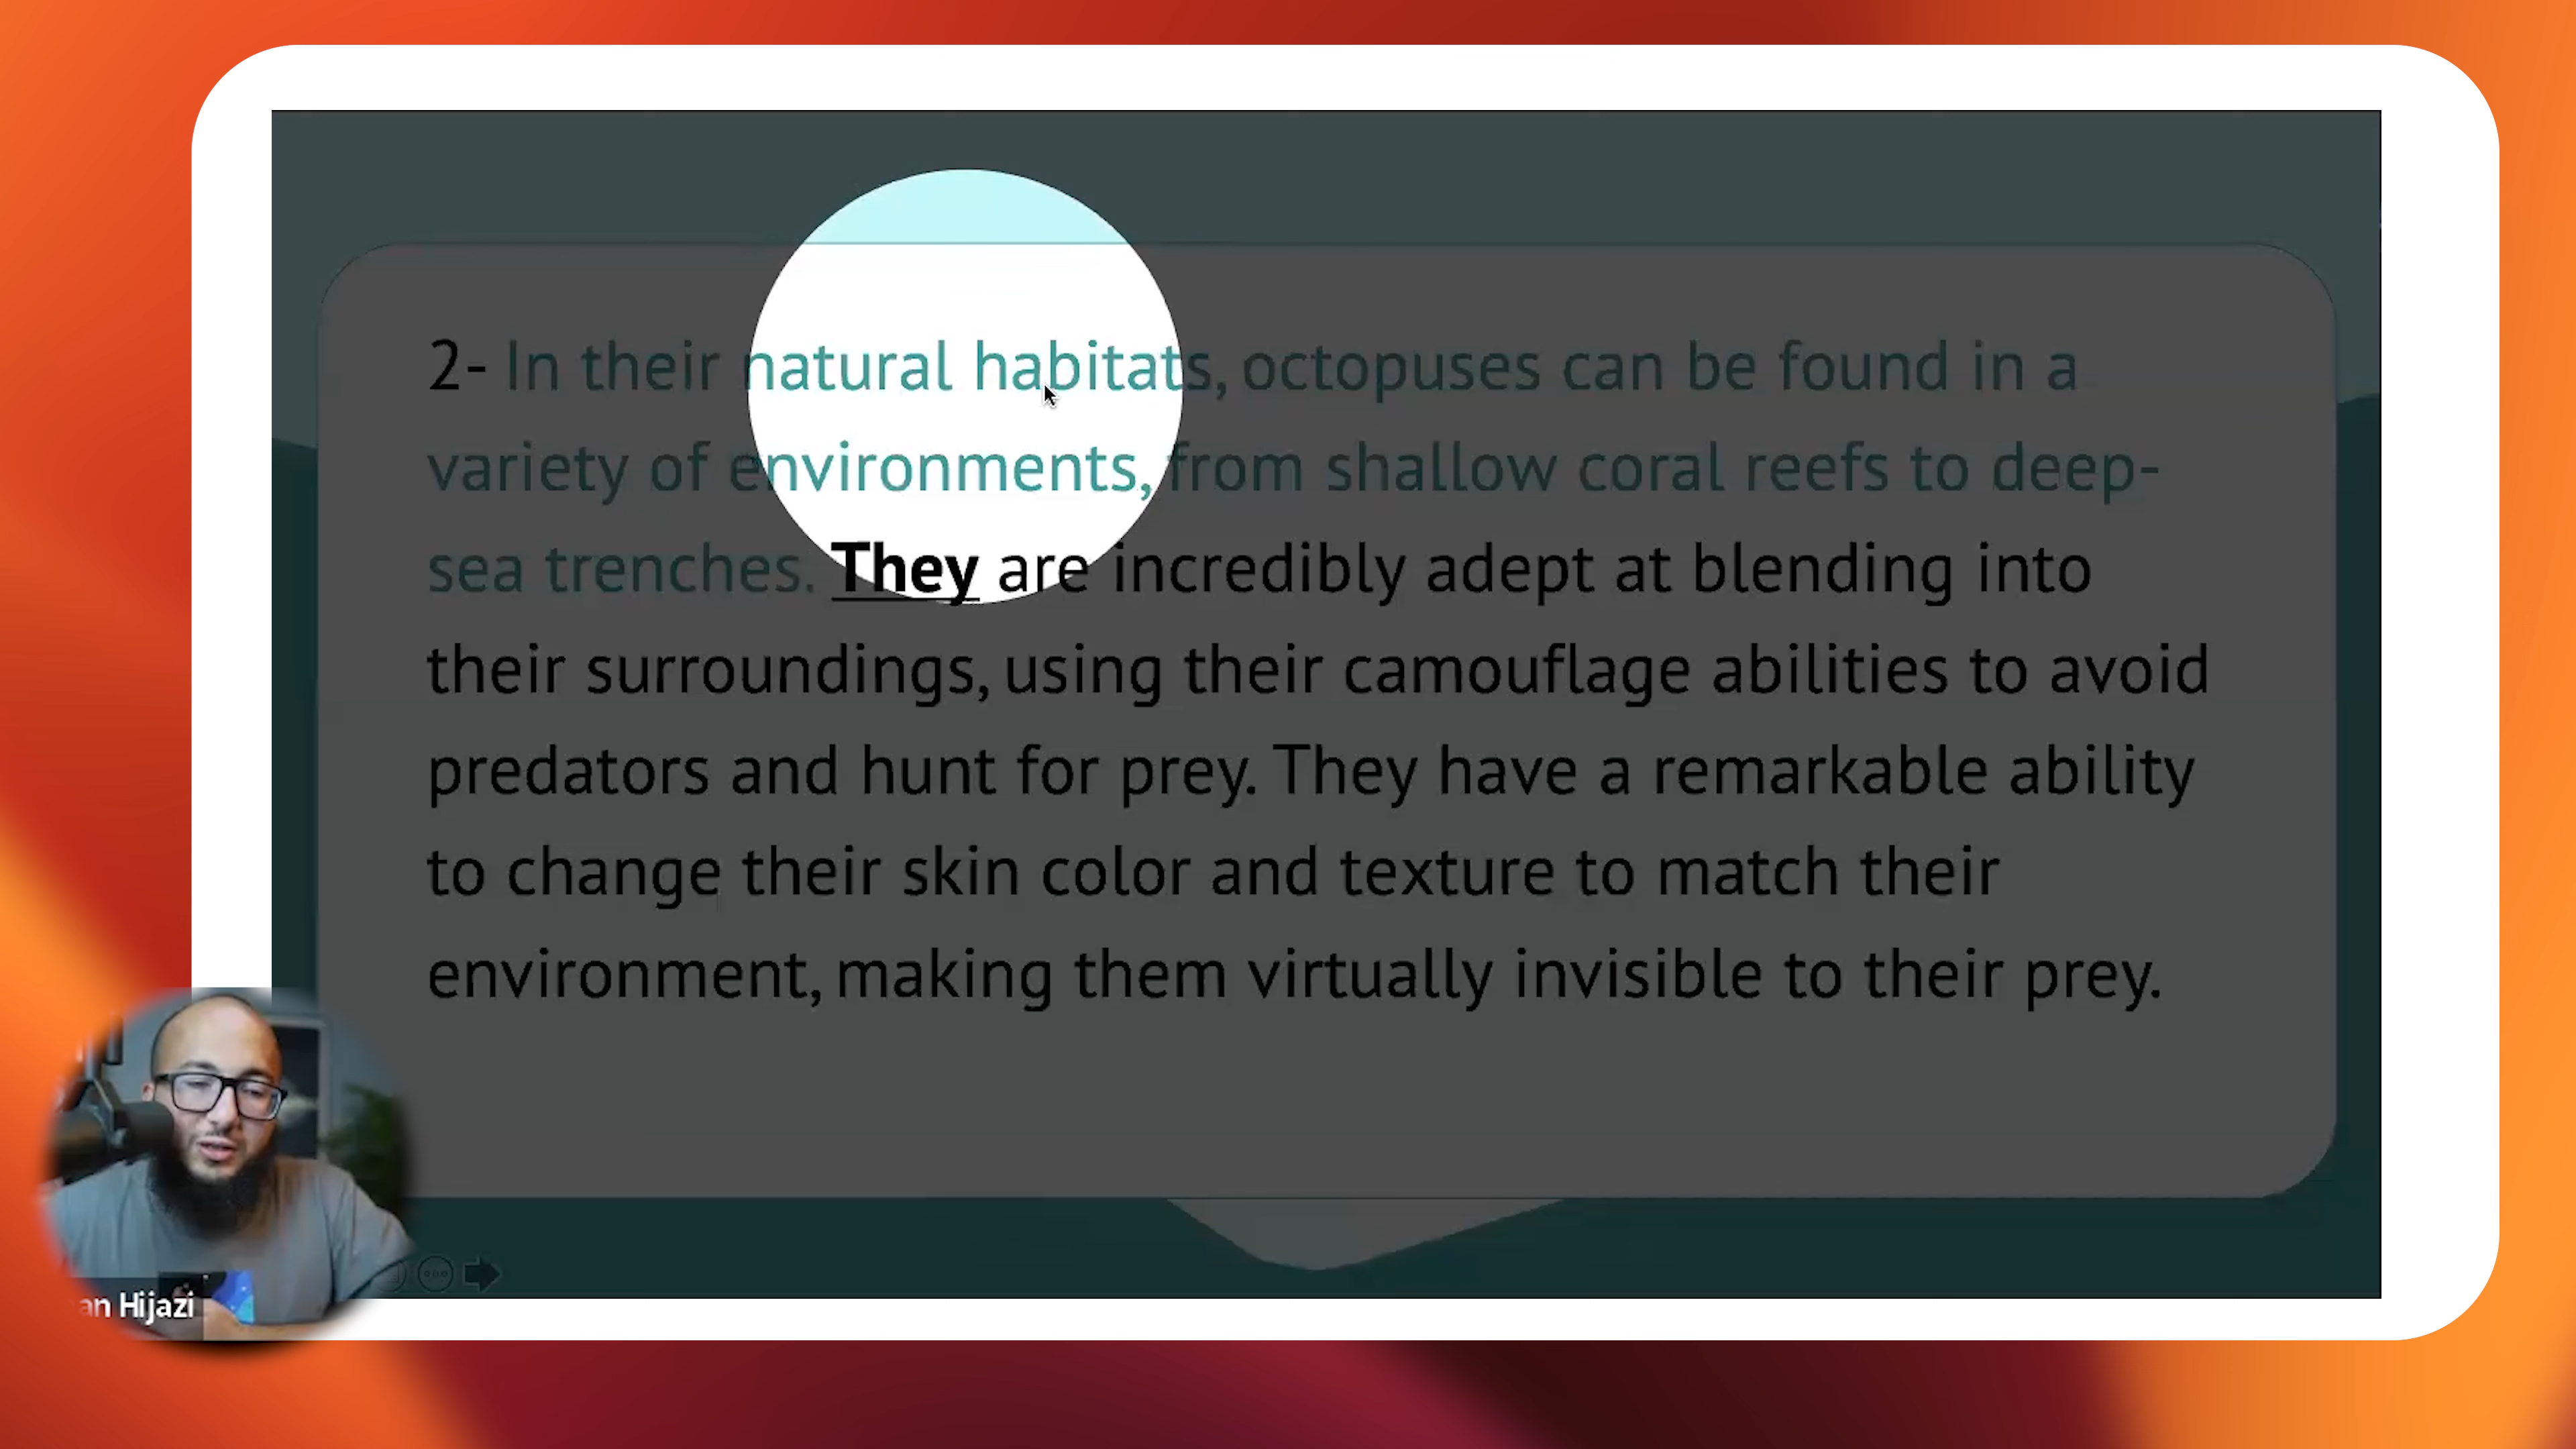 2- In their natural habitats, octopuses can be found in a
variety of environments, from shallow coral reefs to deep-
sea trenches. They are incredibly adept at blending into
their surroundings, using their camouflage abilities to avoid
predators and hunt for prey. They have a remarkable ability
to change their skin color and texture to match their
environment, making them virtually invisible to their prey.
an Hijazi